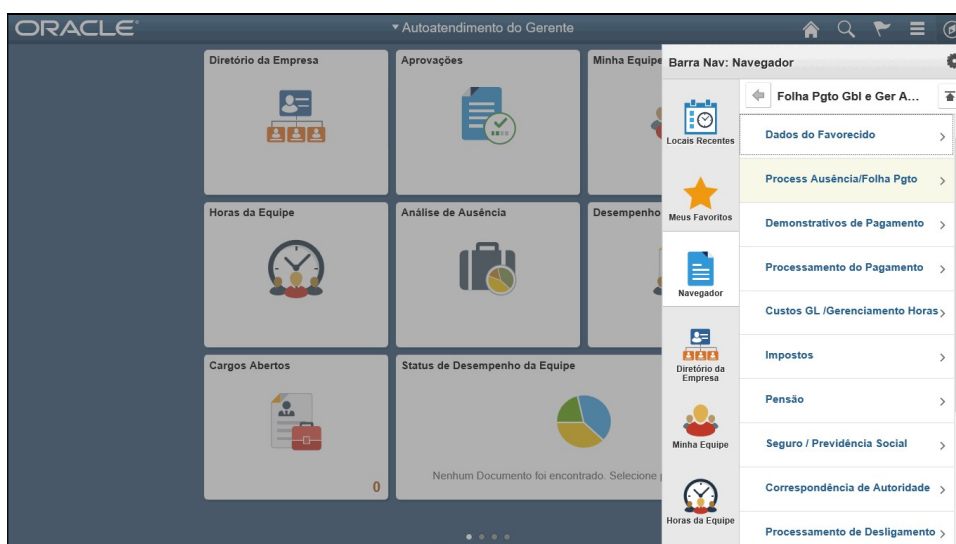 ORACLE
Autoatendimento do Gerente
Diretório da Empresa
Aprovações
Minha Equipe
Horas da Equipe
Análise de Ausência
Desempenho
Cargos Abertos
0
Status de Desempenho da Equipe
Nenhum Documento foi encontrado. Selecione
Barra Nav: Navegador
Locais Recentes
Meus Favoritos
Navegador
Diretório da
Empresa
Minha Equipe
Horas da Equipe
Folha Pgto Gbl e Ger A...
Dados do Favorecido
Process Ausência/Folha Pgto
Demonstrativos de Pagamento
Processamento do Pagamento
Custos GL /Gerenciamento Horas
Impostos
Pensão
Seguro / Previdência Social
Correspondência de Autoridade
Processamento de Desligamento